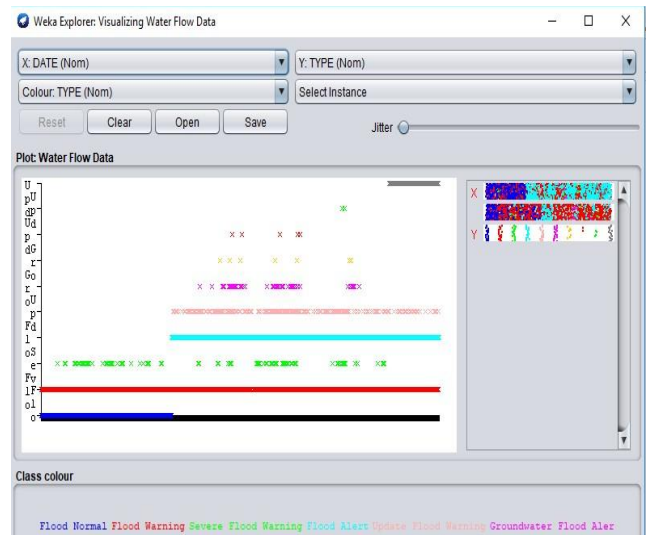 Weka Explorer: Visualizing Water Flow Data
X: DATE (Nom) Y: TYPE (Nom)
Colour: TYPE (Nom) Select Instance
Reset Clear Open Save Jitter
Plot: Water Flow Data
X
Y
Class colour
Flood Normal Flood Warning Severe Flood Warning Flood Alert Update Flood Warning Groundwater Flood Aler